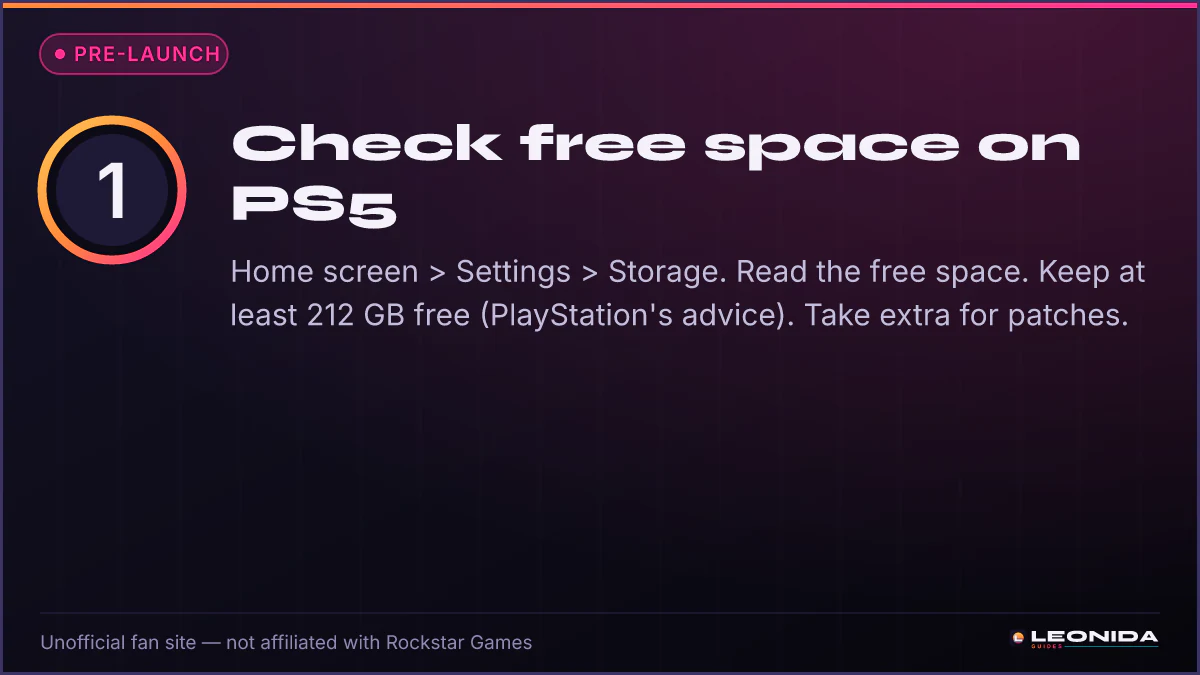 PRE-LAUNCH
1
Check free space on
PS5
Home screen > Settings > Storage. Read the free space. Keep at
least 212 GB free (PlayStation's advice). Take extra for patches.
Unofficial fan site — not affiliated with Rockstar Games
LEONIDA
GUIDES